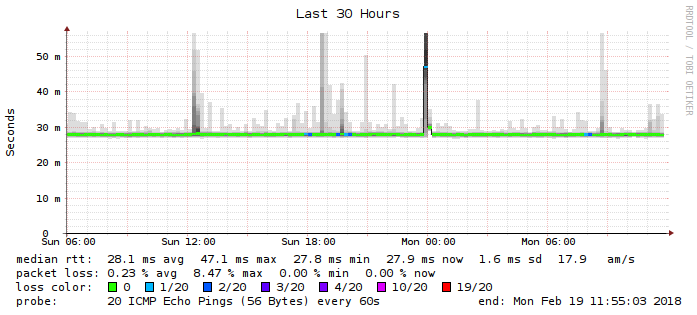 Last 30 Hours
RRDTOOL / TOBI OETIKER
Seconds
50 m
40 m
30 m
20 m
10 m
0
Sun 06:00 Sun 12:00 Sun 18:00 Mon 00:00 Mon 06:00
median rtt: 28.1 ms avg 47.1 ms max 27.8 ms min 27.9 ms now 1.6 ms sd 17.9 am/s
packet loss: 0.23 % avg 8.47 % max 0.00 % min 0.00 % now
loss color: 0 1/20 2/20 3/20 4/20 10/20 19/20
probe: 20 ICMP Echo Pings (56 Bytes) every 60s end: Mon Feb 19 11:55:03 2018